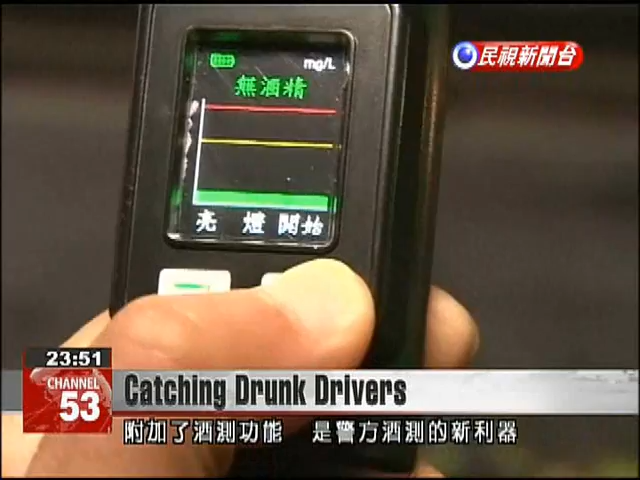 民視新聞台
mg/L
無酒精
亮 燈 開始
23:51
CHANNEL
53
Catching Drunk Drivers
附加了酒測功能 是警方酒測的新利器